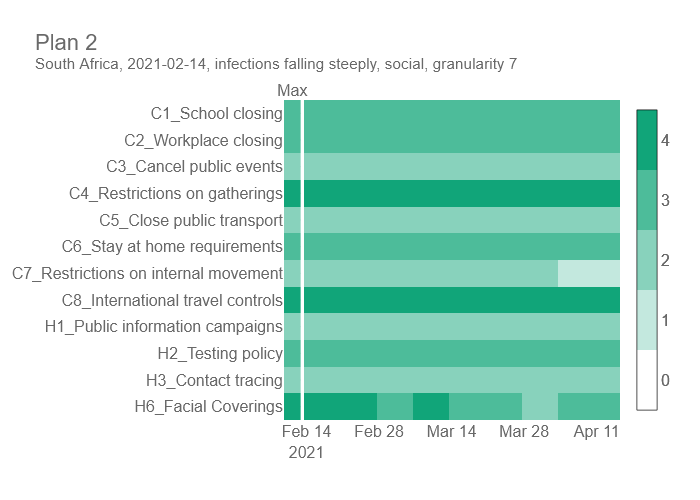 Plan 2
South Africa, 2021-02-14, infections falling steeply, social, granularity 7
Max
C1_School closing
C2_Workplace closing
C3_Cancel public events
C4_Restrictions on gatherings
C5_Close public transport
C6_Stay at home requirements
C7_Restrictions on internal movement
C8_International travel controls
H1_Public information campaigns
H2_Testing policy
H3_Contact tracing
H6_Facial Coverings
Feb 14 Feb 28 Mar 14 Mar 28 Apr 11
2021
4
3
2
1
0